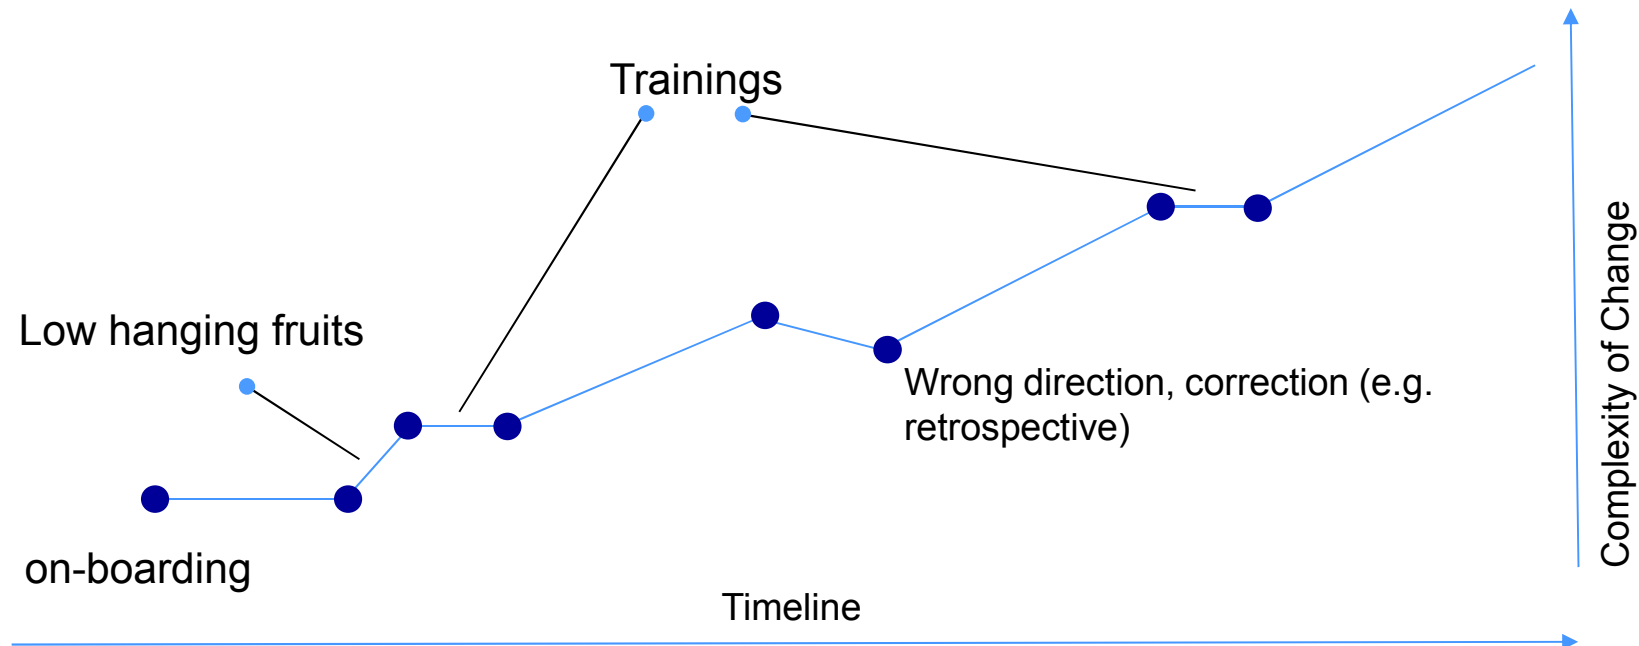 Trainings
Low hanging fruits
Wrong direction, correction (e.g.
retrospective)
on-boarding
Timeline
Complexity of Change